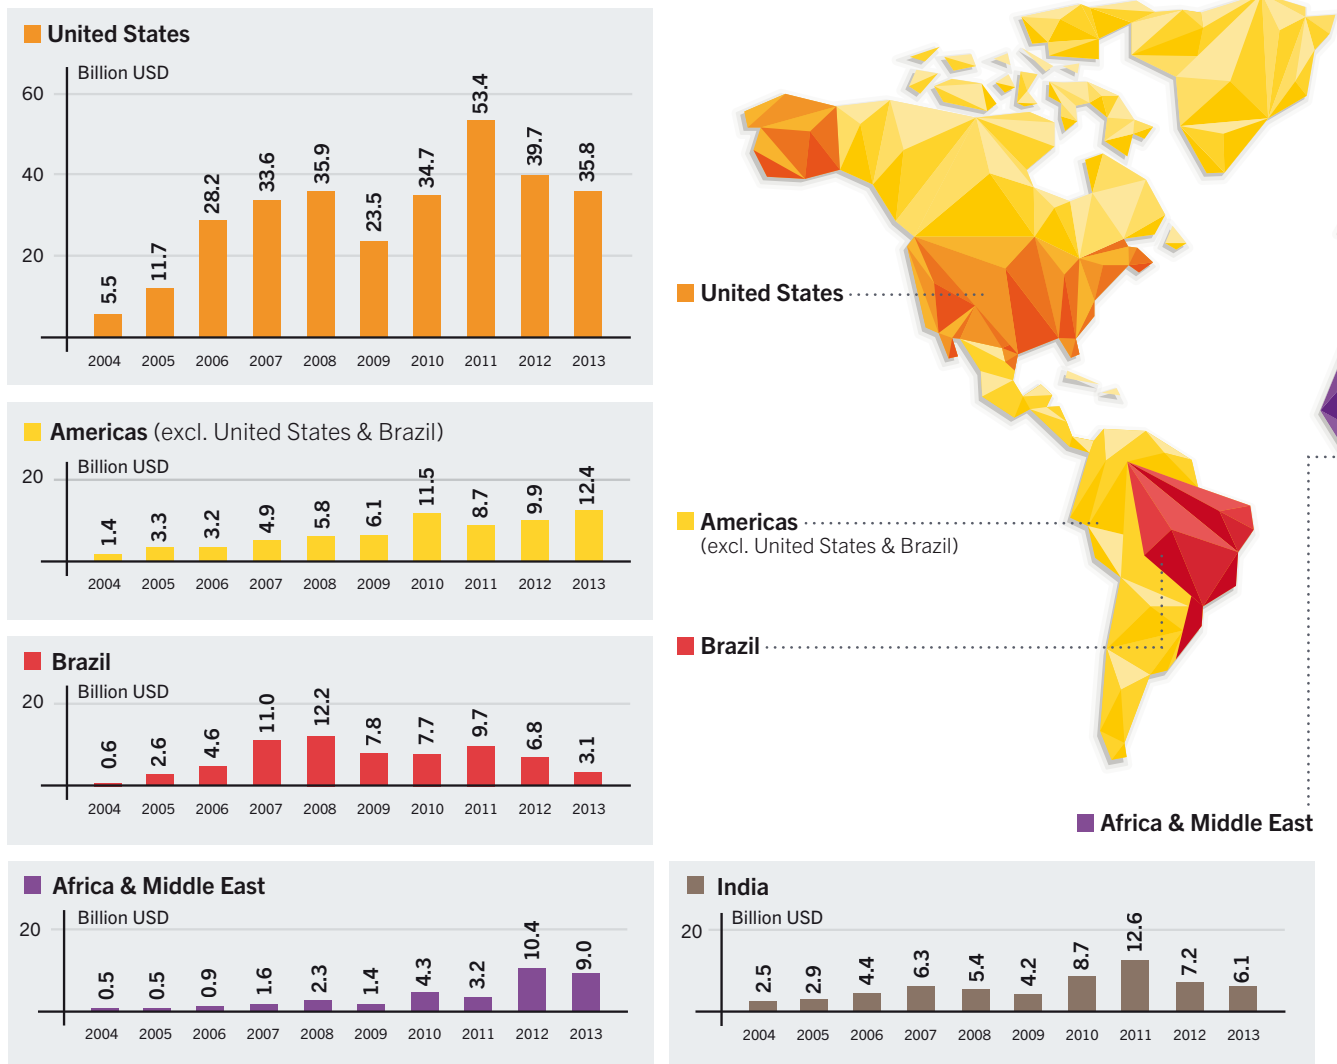 United States
Billion USD
60
40
20
5.5 11.7 28.2 33.6 35.9 23.5 34.7 53.4 39.7 35.8
2004 2005 2006 2007 2008 2009 2010 2011 2012 2013
Americas (excl. United States & Brazil)
Billion USD
20
1.4 3.3 3.2 4.9 5.8 6.1 11.5 8.7 9.9 12.4
2004 2005 2006 2007 2008 2009 2010 2011 2012 2013
Brazil
Billion USD
20
0.6 2.6 4.6 11.0 12.2 7.8 7.7 9.7 6.8 3.1
2004 2005 2006 2007 2008 2009 2010 2011 2012 2013
United States
Americas
(excl. United States & Brazil)
Brazil
Africa & Middle East
Africa & Middle East
Billion USD
20
0.5 0.5 0.9 1.6 2.3 1.4 4.3 3.2 10.4 9.0
2004 2005 2006 2007 2008 2009 2010 2011 2012 2013
India
Billion USD
20
2.5 2.9 4.4 6.3 5.4 4.2 8.7 12.6 7.2 6.1
2004 2005 2006 2007 2008 2009 2010 2011 2012 2013